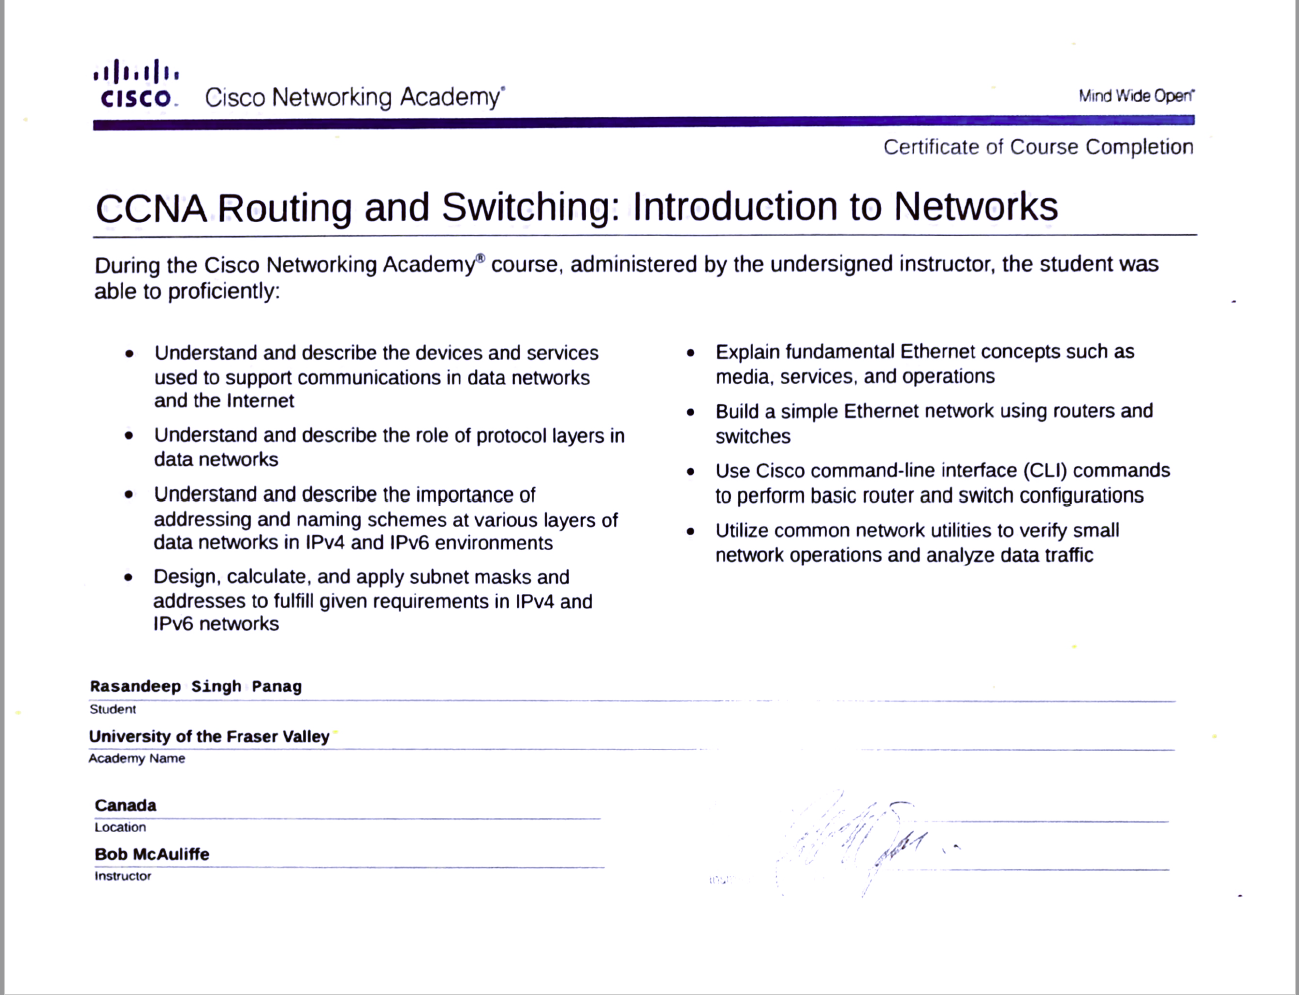 CISCO. Cisco Networking Academy®
Mind Wide Open®
Certificate of Course Completion
CCNA Routing and Switching: Introduction to Networks
During the Cisco Networking Academy® course, administered by the undersigned instructor, the student was
able to proficiently:
• Understand and describe the devices and services
used to support communications in data networks
and the Internet
• Understand and describe the role of protocol layers in
data networks
• Understand and describe the importance of
addressing and naming schemes at various layers of
data networks in IPv4 and IPv6 environments
• Design, calculate, and apply subnet masks and
addresses to fulfill given requirements in IPv4 and
IPv6 networks
• Explain fundamental Ethernet concepts such as
media, services, and operations
• Build a simple Ethernet network using routers and
switches
• Use Cisco command-line interface (CLI) commands
to perform basic router and switch configurations
• Utilize common network utilities to verify small
network operations and analyze data traffic
Rasandeep Singh Panag
Student
University of the Fraser Valley
Academy Name
Canada
Location
Bob McAuliffe
Instructor